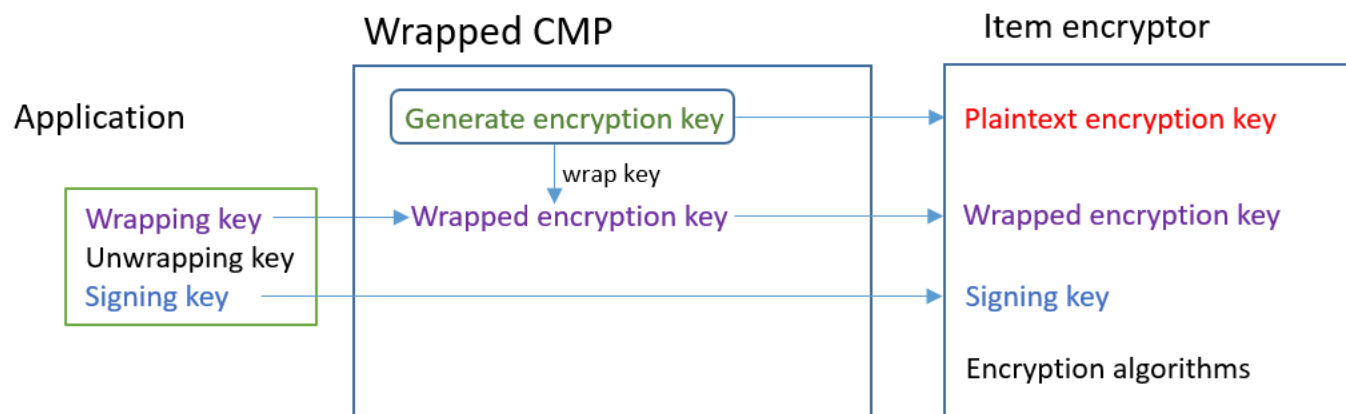 Wrapped CMP
Item encryptor
Application
Generate encryption key
Plaintext encryption key
wrap key
Wrapping key
Wrapped encryption key
Wrapped encryption key
Unwrapping key
Signing key
Signing key
Encryption algorithms